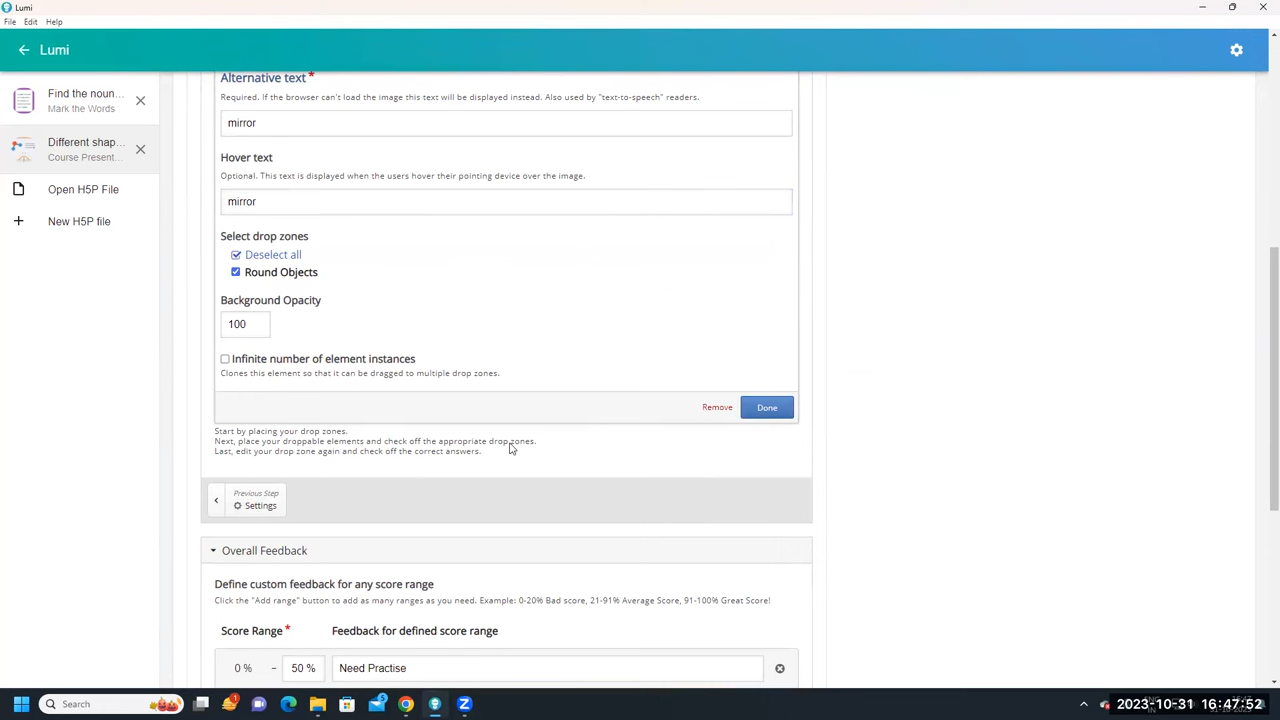 Lumi
File Edit Help
Lumi
Find the noun...
Mark the Words
Different shap...
Course Present...
Open H5P File
New H5P file
Alternative text *
Required. If the browser can't load the image this text will be displayed instead. Also used by "text-to-speech" readers.
mirror
Hover text
Optional. This text is displayed when the users hover their pointing device over the image.
mirror
Select drop zones
Deselect all
Round Objects
Background Opacity
100
Infinite number of element instances
Clones this element so that it can be dragged to multiple drop zones.
Remove
Done
Start by placing your drop zones.
Next, place your droppable elements and check off the appropriate drop zones.
Last, edit your drop zone again and check off the correct answers.
Previous Step
Settings
Overall Feedback
Define custom feedback for any score range
Click the "Add range" button to add as many ranges as you need. Example: 0-20% Bad score, 21-91% Average Score, 91-100% Great Score!
Score Range * Feedback for defined score range
0 % – 50 % Need Practise
Search
2023-10-31 16:47:52